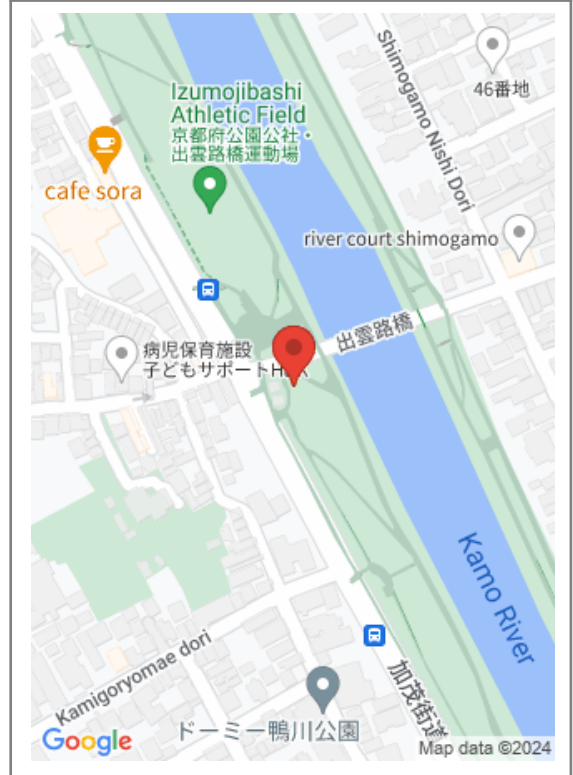 Shimogamo Nishi Dori
46番地
Izumojibashi
Athletic Field
京都府公園公社・
出雲路橋運動場
cafe sora
river court shimogamo
出雲路橋
病児保育施設
子どもサポートH
Kamo River
Kamigoryomae dori
加茂街道
ドーミー鴨川公園
Google
Map data ©2024